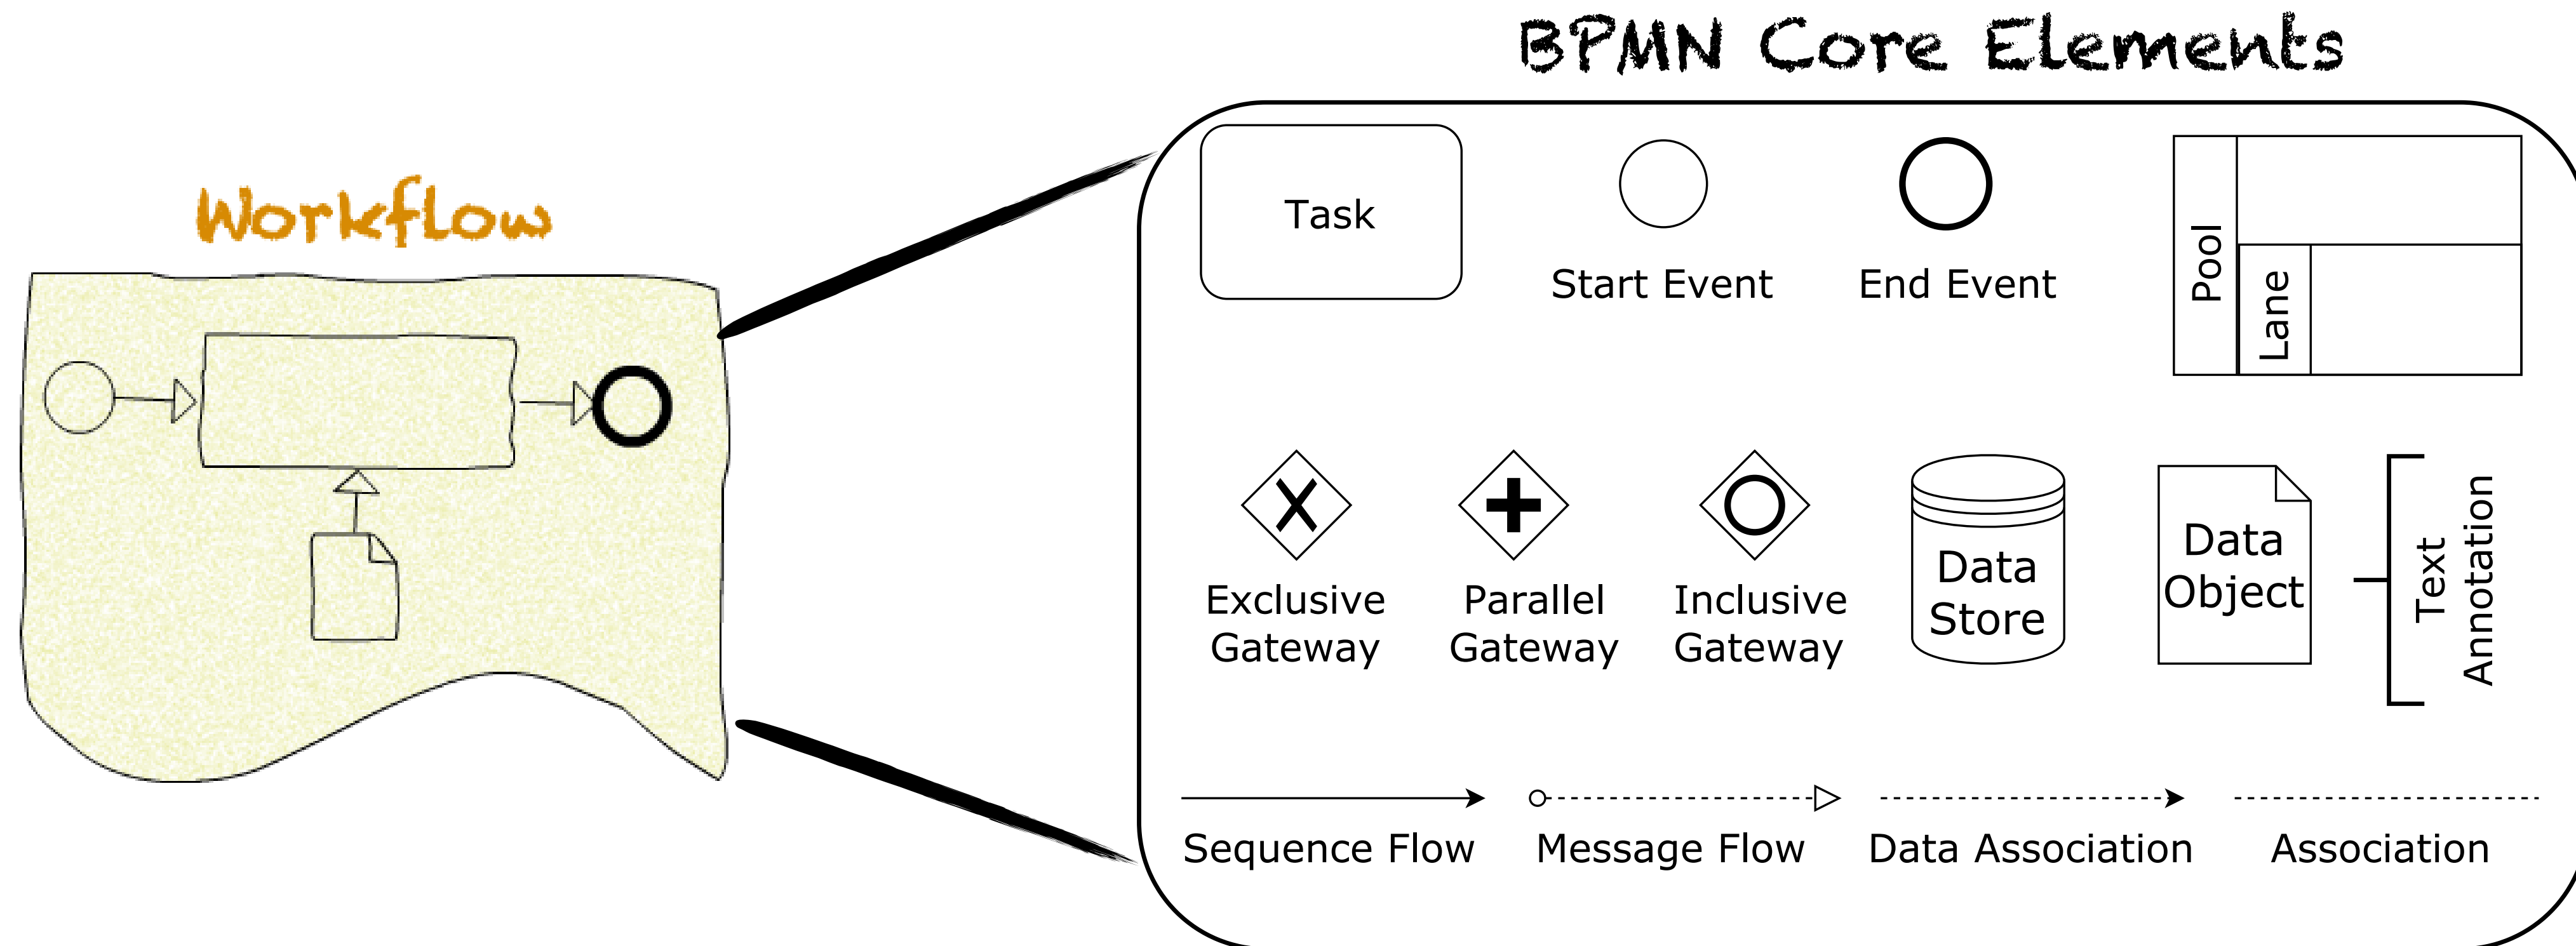 BPMN Core Elements
Workflow
Task
Start Event
End Event
Pool
Lane
Exclusive
Gateway
Parallel
Gateway
Inclusive
Gateway
Data
Store
Data
Object
Text
Annotation
Sequence Flow
Message Flow
Data Association
Association